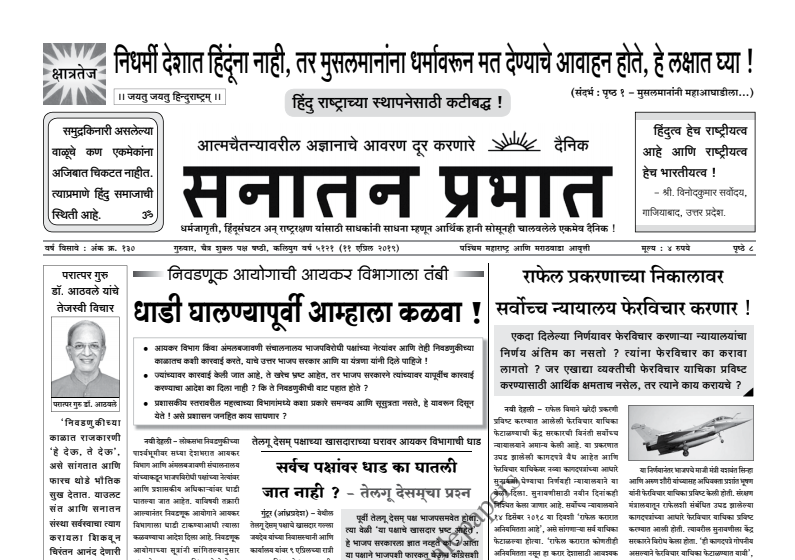 निधर्मी देशात हिंदूंना नाही, तर मुसलमानांना धर्मावरून मत देण्याचे आवाहन होते, हे लक्षात घ्या !
क्षात्रतेज
।। जयतु जयतु हिन्दुराष्ट्रम् ।।
हिंदु राष्ट्राच्या स्थापनेसाठी कटीबद्ध !
(संदर्भ : पृष्ठ १ - मुसलमानांनी महाआघाडीला...)
समुद्रकिनारी असलेल्या
वाळूचे कण एकमेकांना
अजिबात चिकटत नाहीत.
त्याप्रमाणे हिंदु समाजाची
स्थिती आहे. ॐ
आत्मचैतन्यावरील अज्ञानाचे आवरण दूर करणारे दैनिक
सनातन प्रभात
धर्मजागृती, हिंदूसंघटन अन् राष्ट्ररक्षण यांसाठी साधकांनी साधना म्हणून आर्थिक हानी सोसूनही चालवलेले एकमेव दैनिक !
हिंदुत्व हेच राष्ट्रीयत्व
आहे आणि राष्ट्रीयत्व
हेच भारतीयत्व !
- श्री. विनोदकुमार सर्वोदय,
गाजियाबाद, उत्तर प्रदेश.
वर्ष विसावे : अंक क्र. १३० गुरुवार, चैत्र शुक्ल पक्ष षष्ठी, कलियुग वर्ष ५१२१ (११ एप्रिल २०१९) पश्चिम महाराष्ट्र आणि मराठवाडा आवृत्ती मूल्य : ४ रुपये पृष्ठे ८
परात्पर गुरु
डॉ. आठवले यांचे
तेजस्वी विचार
परात्पर गुरु डॉ. आठवले
'निवडणुकीच्या
काळात राजकारणी
'हे देऊ, ते देऊ',
असे सांगतात आणि
फारच थोडे भौतिक
सुख देतात. याउलट
संत आणि सनातन
संस्था सर्वस्वाचा त्याग
करायला शिकवून
चिरंतन आनंद देणारी
निवडणूक आयोगाची आयकर विभागाला तंबी
धाडी घालण्यापूर्वी आम्हाला कळवा !
● आयकर विभाग किंवा अंमलबजावणी संचालनालय भाजपविरोधी पक्षांच्या नेत्यांवर आणि तेही निवडणुकीच्या
काळातच कशी कारवाई करते, याचे उत्तर भाजप सरकार आणि या यंत्रणा यांनी दिले पाहिजे !
● ज्यांच्यावर कारवाई केली जात आहे, ते खरेच भ्रष्ट आहेत, तर भाजप सरकारने त्यांच्यावर यापूर्वीच कारवाई
करण्याचा आदेश का दिला नाही ? कि ते निवडणुकीची वाट पहात होते ?
● प्रशासकीय स्तरावरील महत्त्वाच्या विभागांमध्ये कशा प्रकारे समन्वय आणि सुसूत्रता नसते, हे यावरून दिसून
येते ! असे प्रशासन जनहित काय साधणार ?
नवी देहली - लोकसभा निवडणुकीच्या
पार्श्वभूमीवर सध्या देशभरात आयकर
विभाग आणि अंमलबजावणी संचालनालय
यांच्याकडून भाजपविरोधी पक्षांच्या नेत्यांवर
आणि प्रशासकीय अधिकाऱ्यांवर धाडी
घातल्या जात आहेत. याविषयी तक्रारी
आल्यानंतर निवडणूक आयोगाने आयकर
विभागाला धाडी टाकण्याआधी त्याला
कळवण्याचा आदेश दिला आहे. निवडणूक
आयोगाच्या सूत्रांनी सांगितल्यानुसार
तेलगू देसम् पक्षाच्या खासदाराच्या घरावर आयकर विभागाची धाड
सर्वच पक्षांवर धाड का घातली
जात नाही ? - तेलगू देसम्चा प्रश्न
गुंटूर (आंध्रप्रदेश) - येथील
तेलगू देसम् पक्षाचे खासदार गल्ला
जयदेव यांच्या निवासस्थानी आणि
कार्यालय यांवर ९ एप्रिलच्या रात्री
पूर्वी तेलगू देसम् पक्ष भाजपसमवेत होता,
त्या वेळी 'या पक्षाचे खासदार भ्रष्ट आहेत',
हे भाजप सरकारला ज्ञात नव्हते का ? आता
या पक्षाने भाजपशी फारकत घेऊन काँग्रेसशी
राफेल प्रकरणाच्या निकालावर
सर्वोच्च न्यायालय फेरविचार करणार !
एकदा दिलेल्या निर्णयावर फेरविचार करणाऱ्या न्यायालयांचा
निर्णय अंतिम का नसतो ? त्यांना फेरविचार का करावा
लागतो ? जर एखाद्या व्यक्तीची फेरविचार याचिका प्रविष्ट
करण्यासाठी आर्थिक क्षमताच नसेल, तर त्याने काय करायचे ?
नवी देहली - राफेल विमाने खरेदी प्रकरणी
प्रविष्ट करण्यात आलेली फेरविचार याचिका
फेटाळण्याची केंद्र सरकारची विनंती सर्वोच्च
न्यायालयाने अमान्य केली आहे. या प्रकरणात
उघड झालेली कागदपत्रे वैध आहेत आणि
फेरविचार याचिकेवर नव्या कागदपत्रांच्या आधारे
सुनावणी घेण्याचा निर्णयही न्यायालयाने या
वेळी दिला. सुनावणीसाठी नवीन दिनांकही
निश्चित केला जाणार आहे. सर्वोच्च न्यायालयाने
१४ डिसेंबर २०१८ या दिवशी 'राफेल करारात
अनियमितता नाही', असे सांगणाऱ्या सर्व याचिका
फेटाळल्या होत्या. 'राफेल करारात कोणतीही
अनियमितता नसून हा करार देशासाठी आवश्यक
या निर्णयानंतर भाजपचे माजी मंत्री यशवंत सिन्हा
आणि अरुण शौरी यांच्यासह अधिवक्ता प्रशांत भूषण
यांनी फेरविचार याचिका प्रविष्ट केली होती. संरक्षण
मंत्रालयातून राफेलशी संबंधित उघड झालेल्या
कागदपत्रांच्या आधारे फेरविचार याचिका प्रविष्ट
करण्यात आली होती. त्यावरील सुनावणीला केंद्र
सरकारने विरोध केला होता. 'ही कागदपत्रे गोपनीय
असल्याने फेरविचार याचिका फेटाळण्यात यावी',